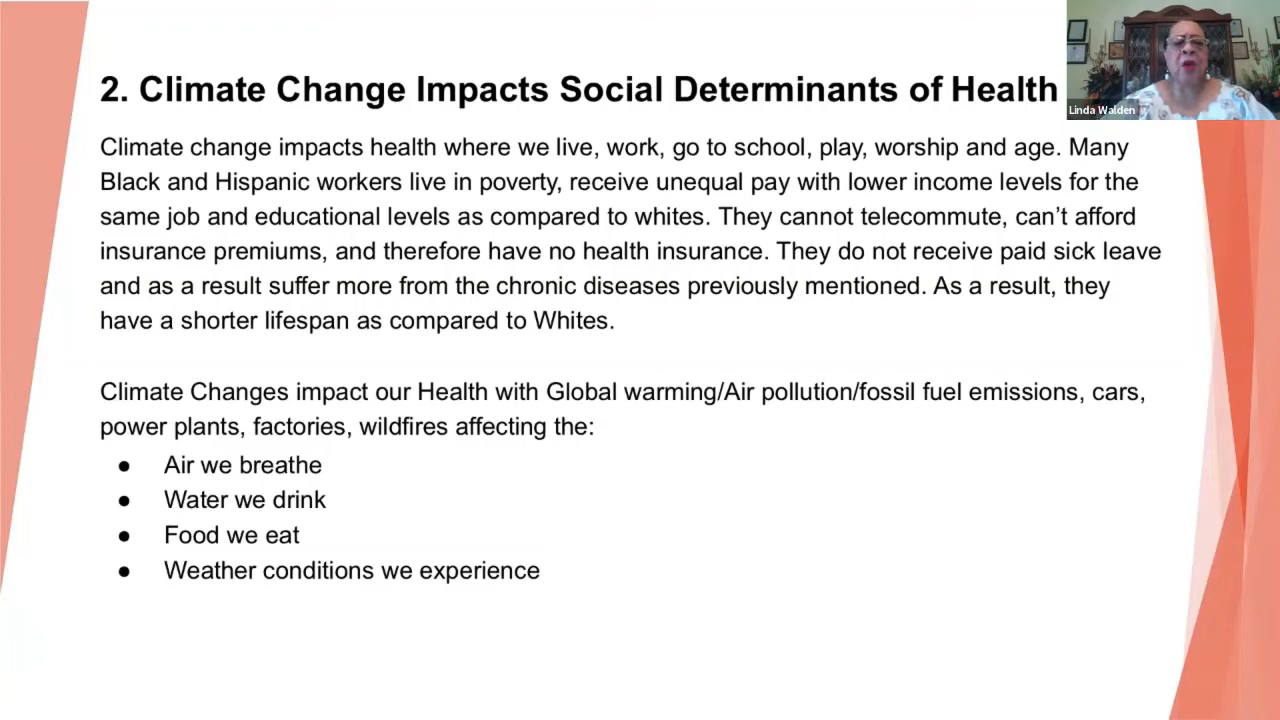 2. Climate Change Impacts Social Determinants of Health
Linda Walden
Climate change impacts health where we live, work, go to school, play, worship and age. Many
Black and Hispanic workers live in poverty, receive unequal pay with lower income levels for the
same job and educational levels as compared to whites. They cannot telecommute, can’t afford
insurance premiums, and therefore have no health insurance. They do not receive paid sick leave
and as a result suffer more from the chronic diseases previously mentioned. As a result, they
have a shorter lifespan as compared to Whites.
Climate Changes impact our Health with Global warming/Air pollution/fossil fuel emissions, cars,
power plants, factories, wildfires affecting the:
● Air we breathe
● Water we drink
● Food we eat
● Weather conditions we experience